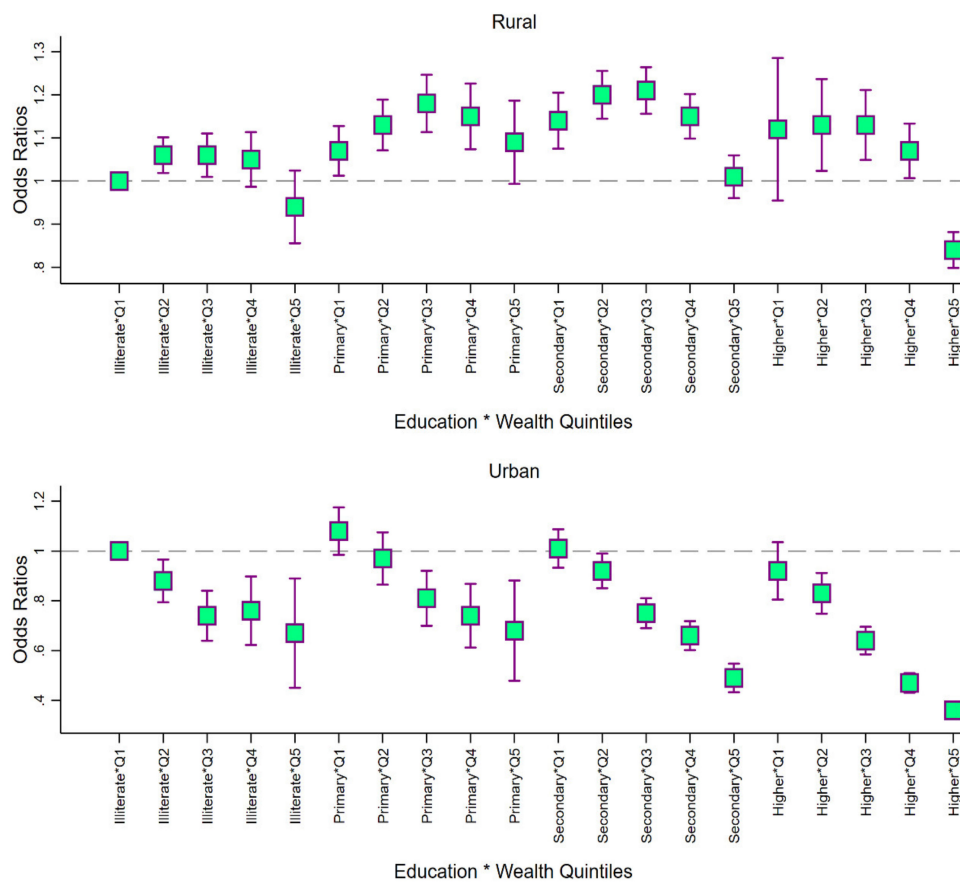 Rural
Odds Ratios
1.3
1.2
1.1
1
.9
.8
Illiterate*Q1
Illiterate*Q2
Illiterate*Q3
Illiterate*Q4
Illiterate*Q5
Primary*Q1
Primary*Q2
Primary*Q3
Primary*Q4
Primary*Q5
Secondary*Q1
Secondary*Q2
Secondary*Q3
Secondary*Q4
Secondary*Q5
Higher*Q1
Higher*Q2
Higher*Q3
Higher*Q4
Higher*Q5
Education * Wealth Quintiles
Urban
Odds Ratios
1.2
1
.8
.6
.4
Illiterate*Q1
Illiterate*Q2
Illiterate*Q3
Illiterate*Q4
Illiterate*Q5
Primary*Q1
Primary*Q2
Primary*Q3
Primary*Q4
Primary*Q5
Secondary*Q1
Secondary*Q2
Secondary*Q3
Secondary*Q4
Secondary*Q5
Higher*Q1
Higher*Q2
Higher*Q3
Higher*Q4
Higher*Q5
Education * Wealth Quintiles